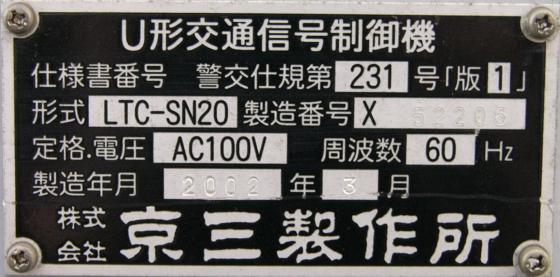 U形交通信号制御機
仕様書番号 警交仕規第 231 号「版 1 」
形式 LTC-SN20 製造番号 X 52206
定格.電圧 AC100V 周波数 60 Hz
製造年月 2002 年 3 月
株式会社 京三製作所